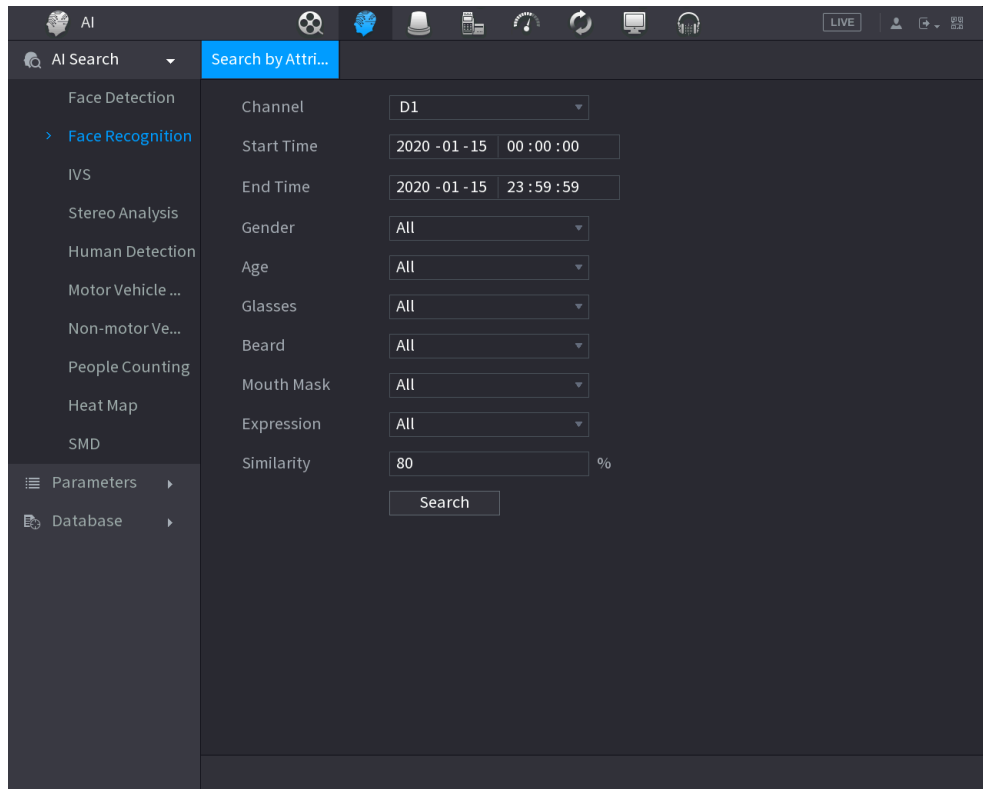 AI
LIVE
AI Search
Search by Attri...
Face Detection
Face Recognition
IVS
Stereo Analysis
Human Detection
Motor Vehicle ...
Non-motor Ve...
People Counting
Heat Map
SMD
Parameters
Database
Channel D1
Start Time 2020 -01 -15 00 :00 :00
End Time 2020 -01 -15 23 :59 :59
Gender All
Age All
Glasses All
Beard All
Mouth Mask All
Expression All
Similarity 80 %
Search